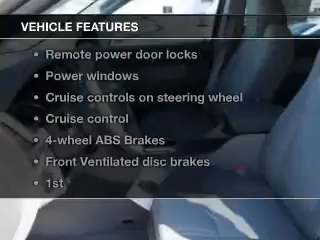 VEHICLE FEATURES
• Remote power door locks
• Power windows
• Cruise controls on steering wheel
• Cruise control
• 4-wheel ABS Brakes
• Front Ventilated disc brakes
• 1st